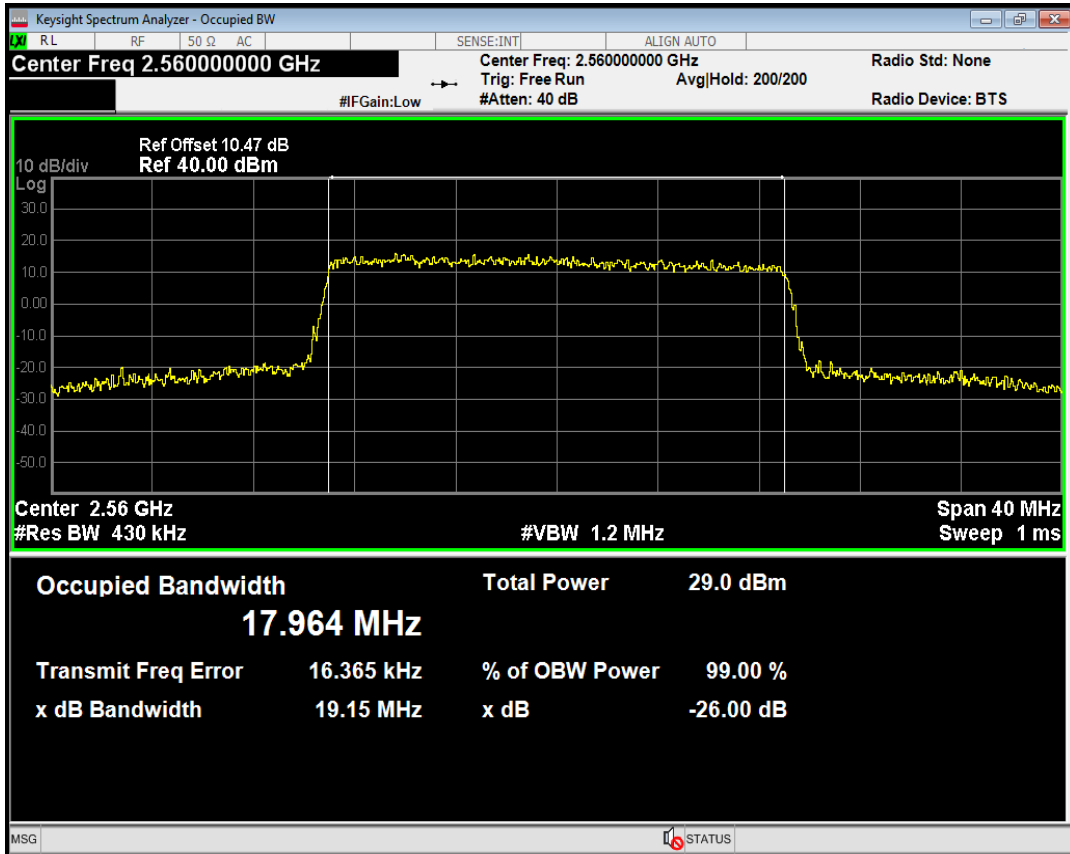 Keysight Spectrum Analyzer - Occupied BW
LXI RL RF 50 Ω AC SENSE:INT ALIGN AUTO
Center Freq 2.560000000 GHz
Center Freq: 2.560000000 GHz
Radio Std: None
Trig: Free Run Avg|Hold: 200/200
#IFGain:Low
#Atten: 40 dB
Radio Device: BTS
Ref Offset 10.47 dB
10 dB/div Ref 40.00 dBm
Log
30.0
20.0
10.0
0.00
-10.0
-20.0
-30.0
-40.0
-50.0
Center 2.56 GHz Span 40 MHz
#Res BW 430 kHz #VBW 1.2 MHz Sweep 1 ms
Occupied Bandwidth Total Power 29.0 dBm
17.964 MHz
Transmit Freq Error 16.365 kHz % of OBW Power 99.00 %
x dB Bandwidth 19.15 MHz x dB -26.00 dB
MSG STATUS